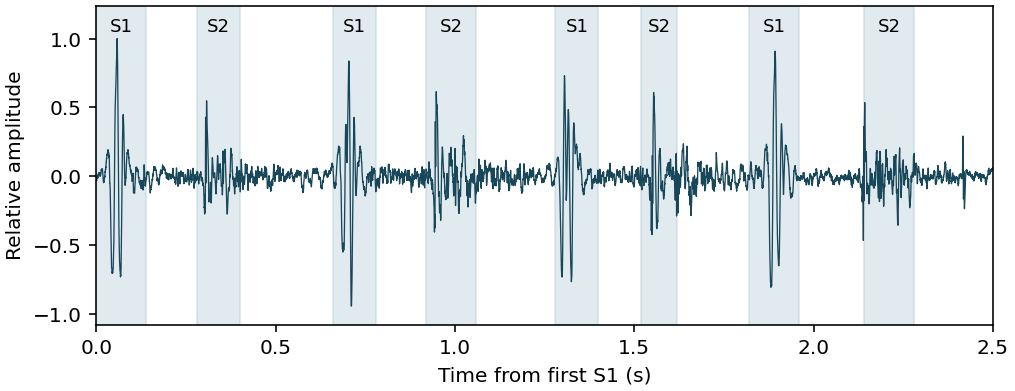 S1 S2 S1 S2 S1 S2 S1 S2
Relative amplitude
1.0
0.5
0.0
−0.5
−1.0
0.0 0.5 1.0 1.5 2.0 2.5
Time from first S1 (s)